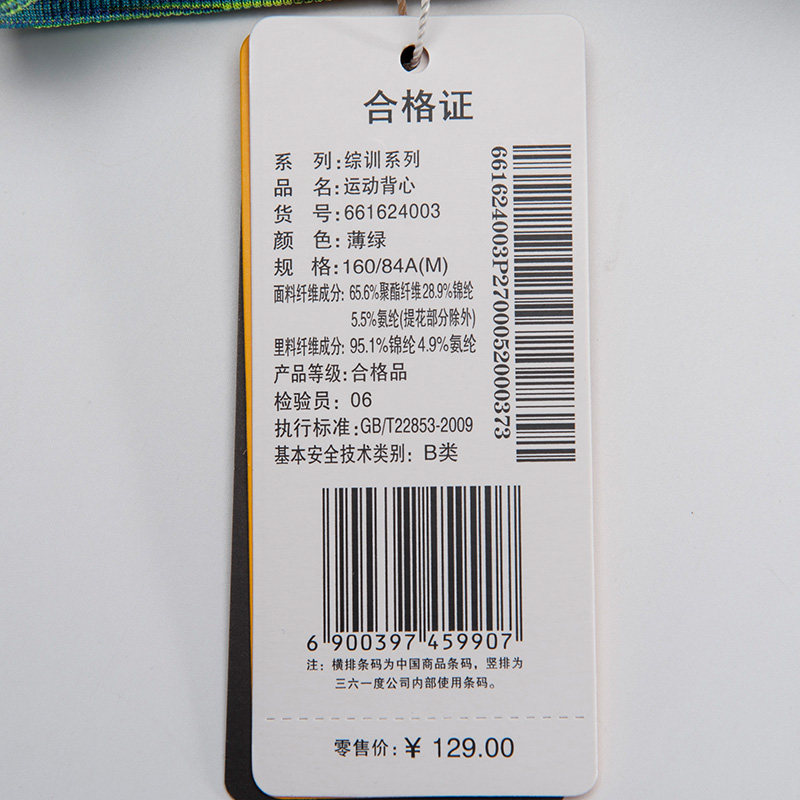 合格证
系 列:综训系列
品 名:运动背心
货 号:661624003
颜 色:薄绿
规 格:160/84A(M)
面料纤维成分: 65.6%聚酯纤维 28.9%锦纶
5.5%氨纶(提花部分除外)
里料纤维成分: 95.1%锦纶 4.9%氨纶
产品等级: 合格品
检验员: 06
执行标准:GB/T22853-2009
基本安全技术类别: B类
661624003P2700052000373
6 900397 459907
注: 横排条码为中国商品条码, 竖排为
三六一度公司内部使用条码。
零售价: ¥ 129.00